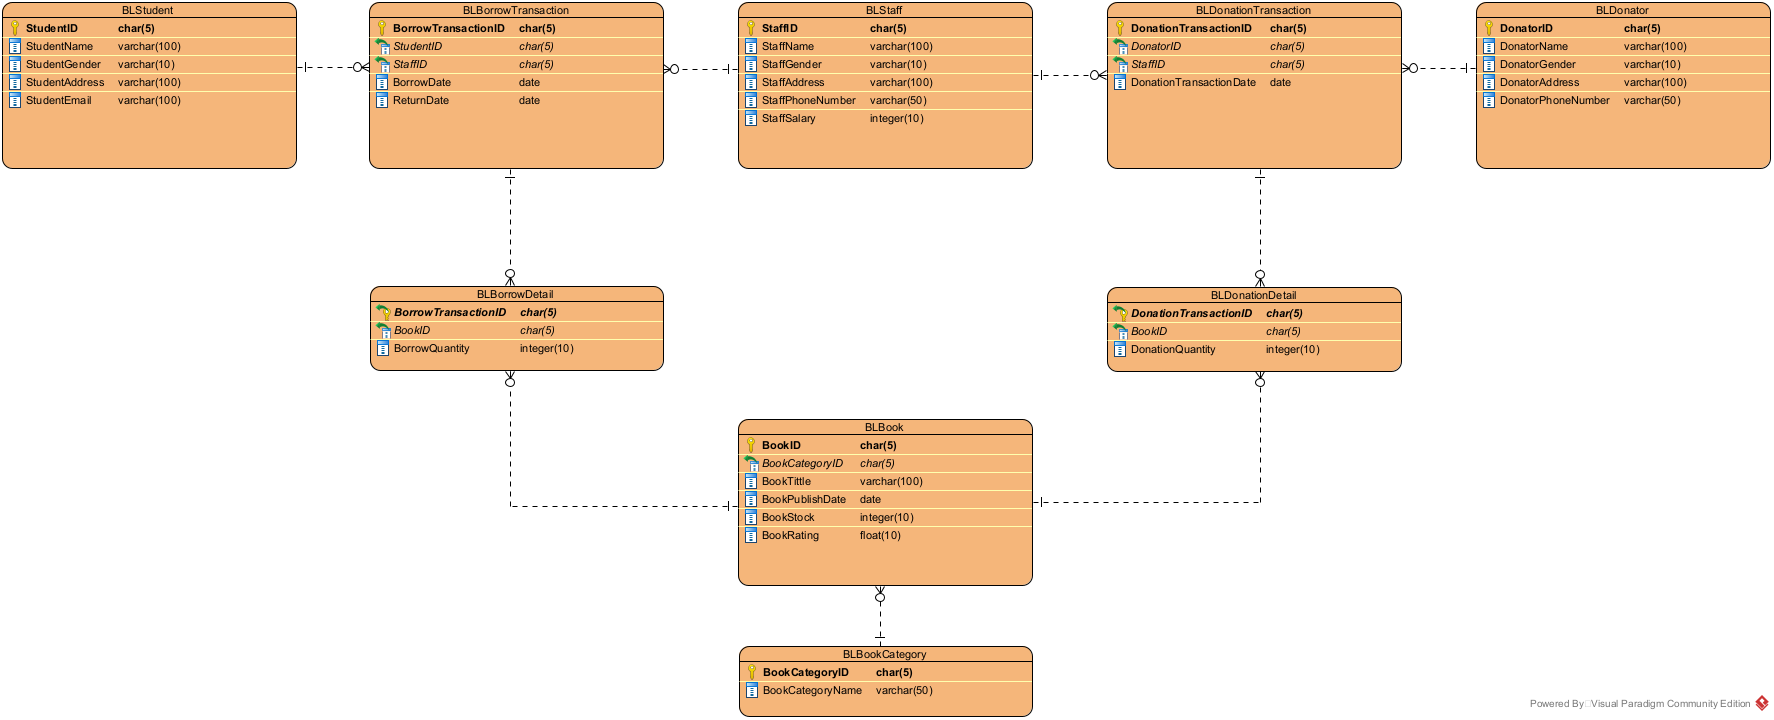 BLStudent
StudentID char(5)
StudentName varchar(100)
StudentGender varchar(10)
StudentAddress varchar(100)
StudentEmail varchar(100)
BLBorrowTransaction
BorrowTransactionID char(5)
StudentID char(5)
StaffID char(5)
BorrowDate date
ReturnDate date
BLStaff
StaffID char(5)
StaffName varchar(100)
StaffGender varchar(10)
StaffAddress varchar(100)
StaffPhoneNumber varchar(50)
StaffSalary integer(10)
BLDonationTransaction
DonationTransactionID char(5)
DonatorID char(5)
StaffID char(5)
DonationTransactionDate date
BLDonator
DonatorID char(5)
DonatorName varchar(100)
DonatorGender varchar(10)
DonatorAddress varchar(100)
DonatorPhoneNumber varchar(50)
BLBorrowDetail
BorrowTransactionID char(5)
BookID char(5)
BorrowQuantity integer(10)
BLDonationDetail
DonationTransactionID char(5)
BookID char(5)
DonationQuantity integer(10)
BLBook
BookID char(5)
BookCategoryID char(5)
BookTittle varchar(100)
BookPublishDate date
BookStock integer(10)
BookRating float(10)
BLBookCategory
BookCategoryID char(5)
BookCategoryName varchar(50)
Powered By Visual Paradigm Community Edition